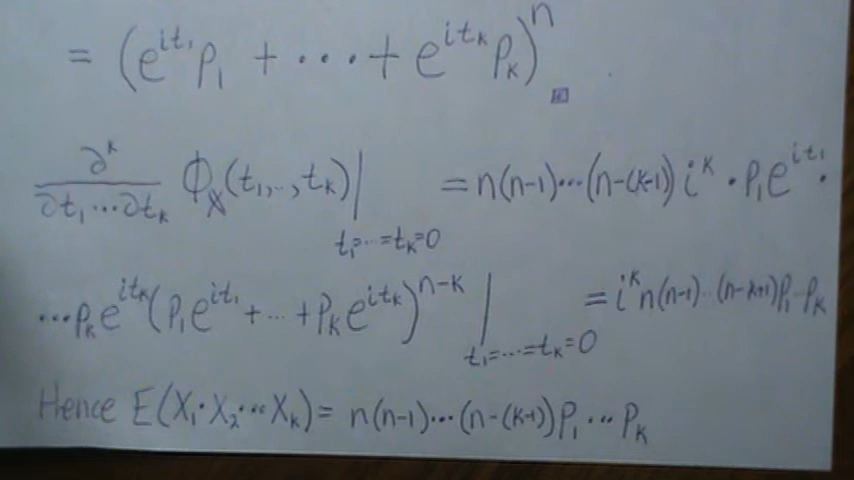 = (e^{it_1} p_1 + ··· + e^{it_k} p_k)^n
∂^k / ∂t_1···∂t_k ϕ_X(t_1,..,t_k)|_{t_1=···=t_k=0} = n(n-1)···(n-(k-1)) i^k · p_1 e^{it_1} ·
··· p_k e^{it_k} (p_1 e^{it_1} + ··· + p_k e^{it_k})^{n-k} |_{t_1=···=t_k=0} = i^k n(n-1)··(n-k+1) p_1··p_k
Hence E(X_1·X_2···X_k) = n(n-1)···(n-(k-1)) p_1 ··· p_k